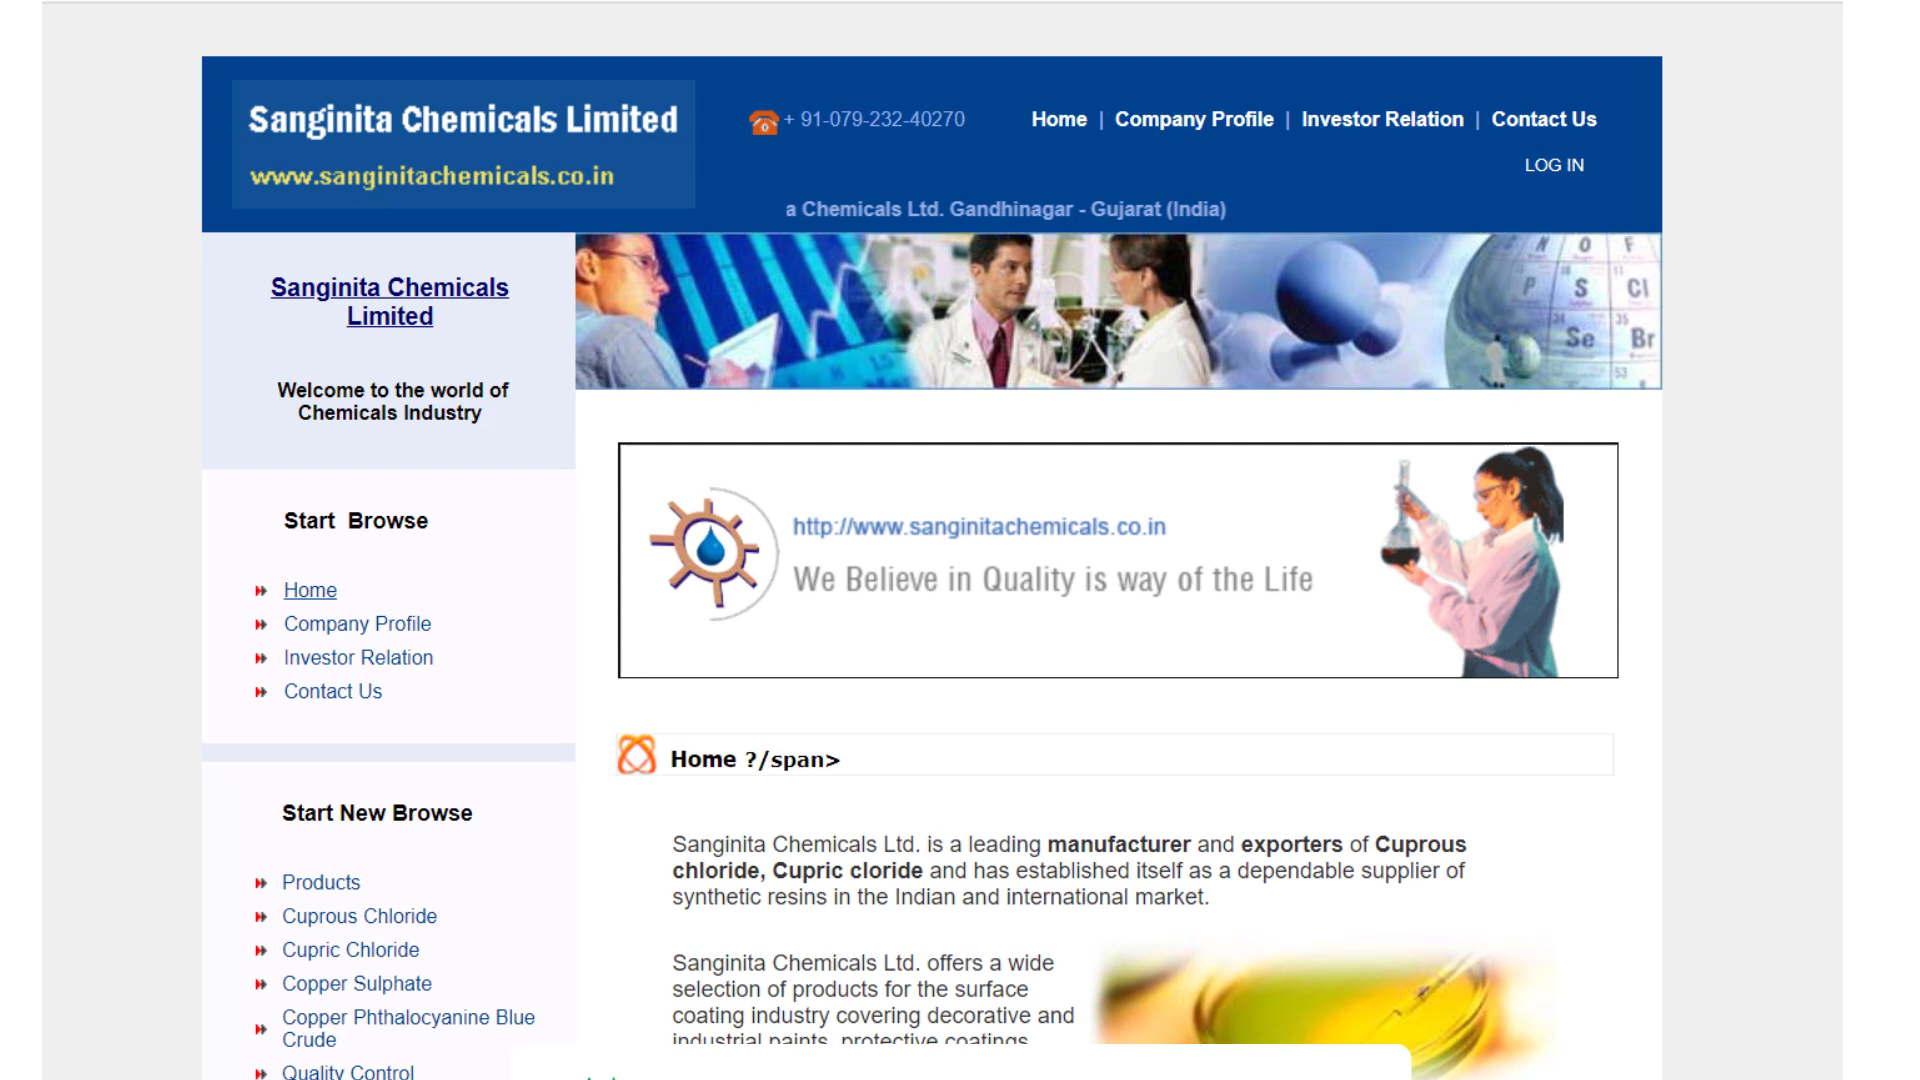 Sanginita Chemicals Limited
www.sanginitachemicals.co.in
+ 91-079-232-40270
Home | Company Profile | Investor Relation | Contact Us
LOG IN
a Chemicals Ltd. Gandhinagar - Gujarat (India)
Sanginita Chemicals
Limited
Welcome to the world of
Chemicals Industry
N O F
P S Cl
34 Se 35 Br
53
Start Browse
Home
Company Profile
Investor Relation
Contact Us
http://www.sanginitachemicals.co.in
We Believe in Quality is way of the Life
Home ?/span>
Start New Browse
Products
Cuprous Chloride
Cupric Chloride
Copper Sulphate
Copper Phthalocyanine Blue
Crude
Quality Control
Sanginita Chemicals Ltd. is a leading manufacturer and exporters of Cuprous
chloride, Cupric cloride and has established itself as a dependable supplier of
synthetic resins in the Indian and international market.
Sanginita Chemicals Ltd. offers a wide
selection of products for the surface
coating industry covering decorative and
industrial paints, protective coatings